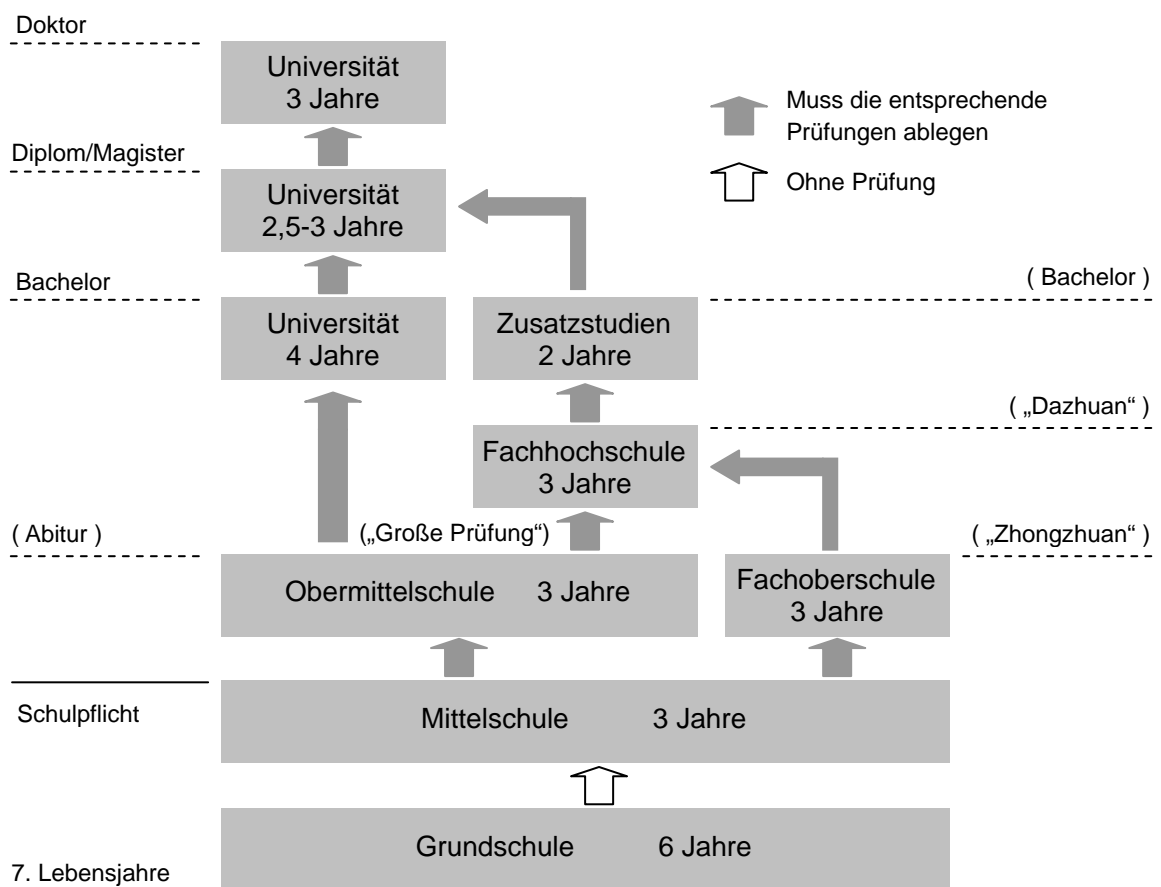 Doktor
Universität
3 Jahre
Muss die entsprechende
Prüfungen ablegen
Diplom/Magister
Ohne Prüfung
Universität
2,5-3 Jahre
Bachelor
( Bachelor )
Universität
4 Jahre
Zusatzstudien
2 Jahre
( „Dazhuan“ )
Fachhochschule
3 Jahre
( Abitur )
(„Große Prüfung“)
( „Zhongzhuan“ )
Obermittelschule 3 Jahre
Fachoberschule
3 Jahre
Schulpflicht
Mittelschule 3 Jahre
Grundschule 6 Jahre
7. Lebensjahre